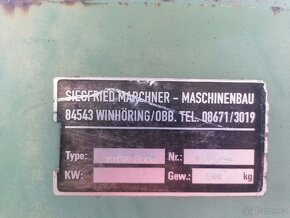 SIEGFRIED MARCHNER - MASCHINENBAU
84543 WINHÖRING/OBB. TEL. 08671/3019
Type: Nr.:
KW: Gew.: kg